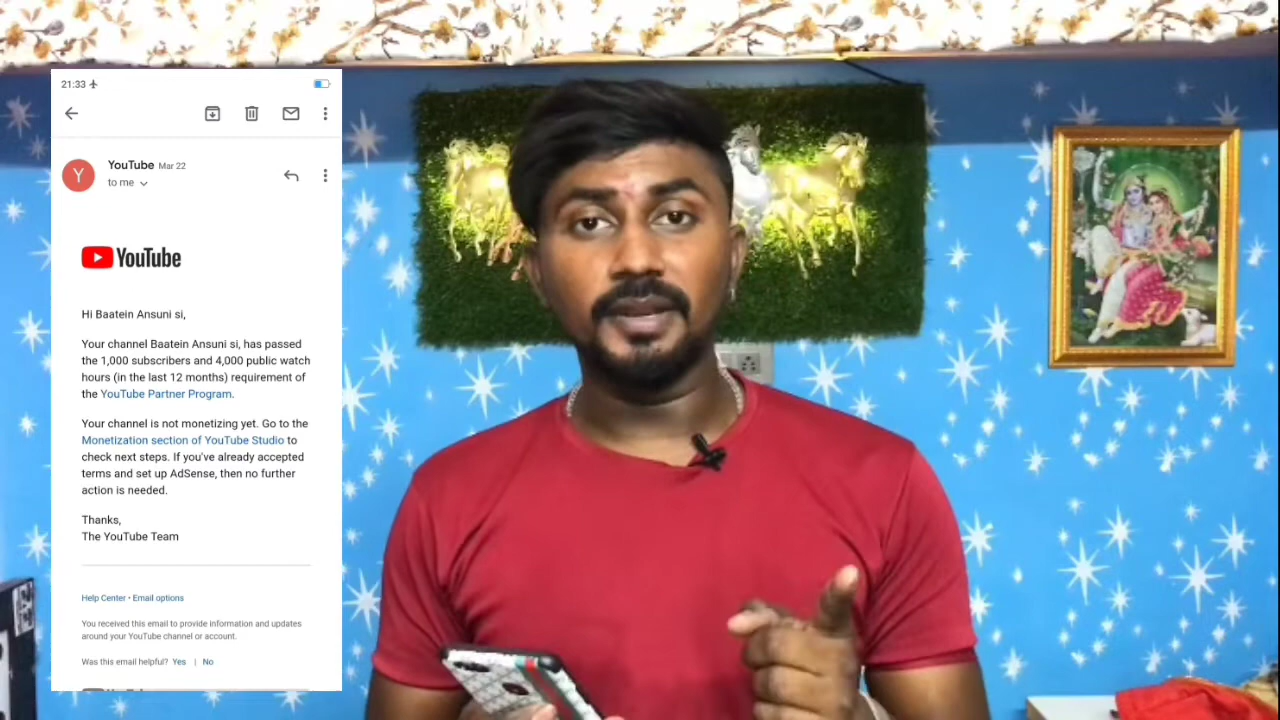 21:33
Y
YouTube Mar 22
to me
YouTube
Hi Baatein Ansuni si,
Your channel Baatein Ansuni si, has passed
the 1,000 subscribers and 4,000 public watch
hours (in the last 12 months) requirement of
the YouTube Partner Program.
Your channel is not monetizing yet. Go to the
Monetization section of YouTube Studio to
check next steps. If you've already accepted
terms and set up AdSense, then no further
action is needed.
Thanks,
The YouTube Team
Help Center • Email options
You received this email to provide information and updates
around your YouTube channel or account.
Was this email helpful? Yes | No